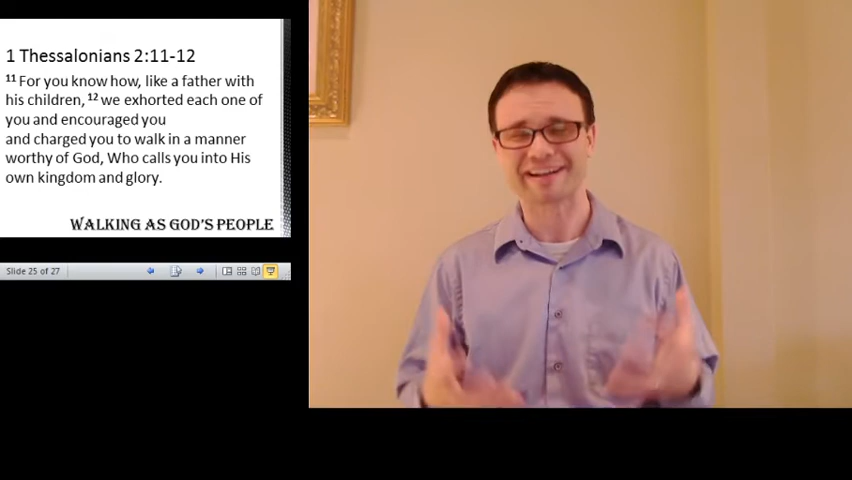 1 Thessalonians 2:11-12
11 For you know how, like a father with
his children, 12 we exhorted each one of
you and encouraged you
and charged you to walk in a manner
worthy of God, Who calls you into His
own kingdom and glory.
WALKING AS GOD'S PEOPLE
Slide 25 of 27